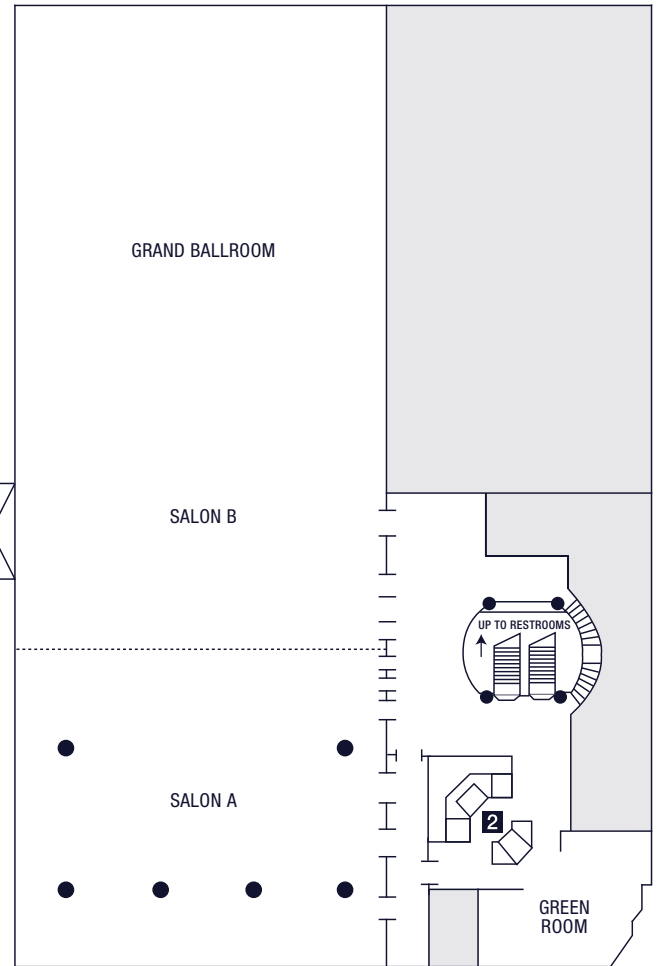 GRAND BALLROOM
SALON B
UP TO RESTROOMS
SALON A
2
GREEN
ROOM